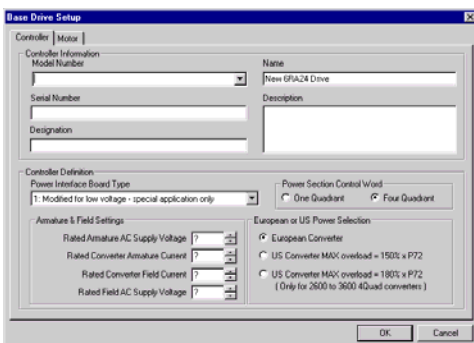 Base Drive Setup
Controller Motor
Controller Information
Model Number
Name
New 6RA24 Drive
Serial Number
Description
Designation
Controller Definition
Power Interface Board Type
1: Modified for low voltage - special application only
Power Section Control Word
One Quadrant Four Quadrant
Armature & Field Settings
Rated Armature AC Supply Voltage ?
Rated Converter Armature Current ?
Rated Converter Field Current ?
Rated Field AC Supply Voltage ?
European or US Power Selection
European Converter
US Converter MAX overload = 150% x P72
US Converter MAX overload = 180% x P72
( Only for 2600 to 3600 4Quad converters )
OK Cancel